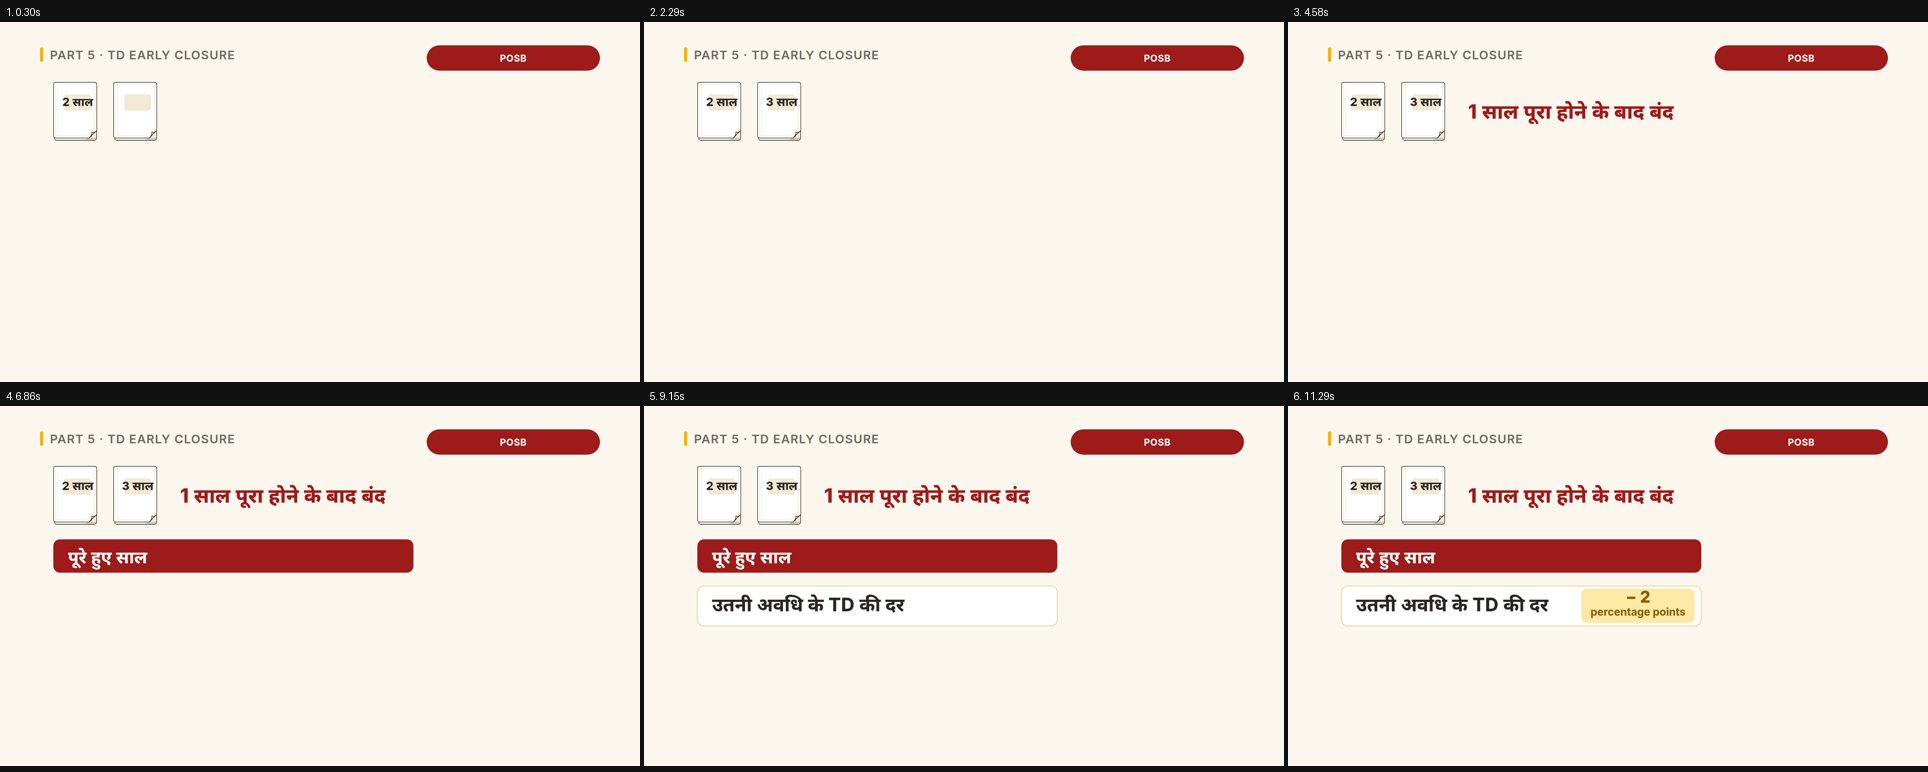 1. 0.30s
PART 5 · TD EARLY CLOSURE
POSB
2 साल
2. 2.29s
PART 5 · TD EARLY CLOSURE
POSB
2 साल 3 साल
3. 4.58s
PART 5 · TD EARLY CLOSURE
POSB
2 साल 3 साल 1 साल पूरा होने के बाद बंद
4. 6.86s
PART 5 · TD EARLY CLOSURE
POSB
2 साल 3 साल 1 साल पूरा होने के बाद बंद
पूरे हुए साल
5. 9.15s
PART 5 · TD EARLY CLOSURE
POSB
2 साल 3 साल 1 साल पूरा होने के बाद बंद
पूरे हुए साल
उतनी अवधि के TD की दर
6. 11.29s
PART 5 · TD EARLY CLOSURE
POSB
2 साल 3 साल 1 साल पूरा होने के बाद बंद
पूरे हुए साल
उतनी अवधि के TD की दर
– 2
percentage points